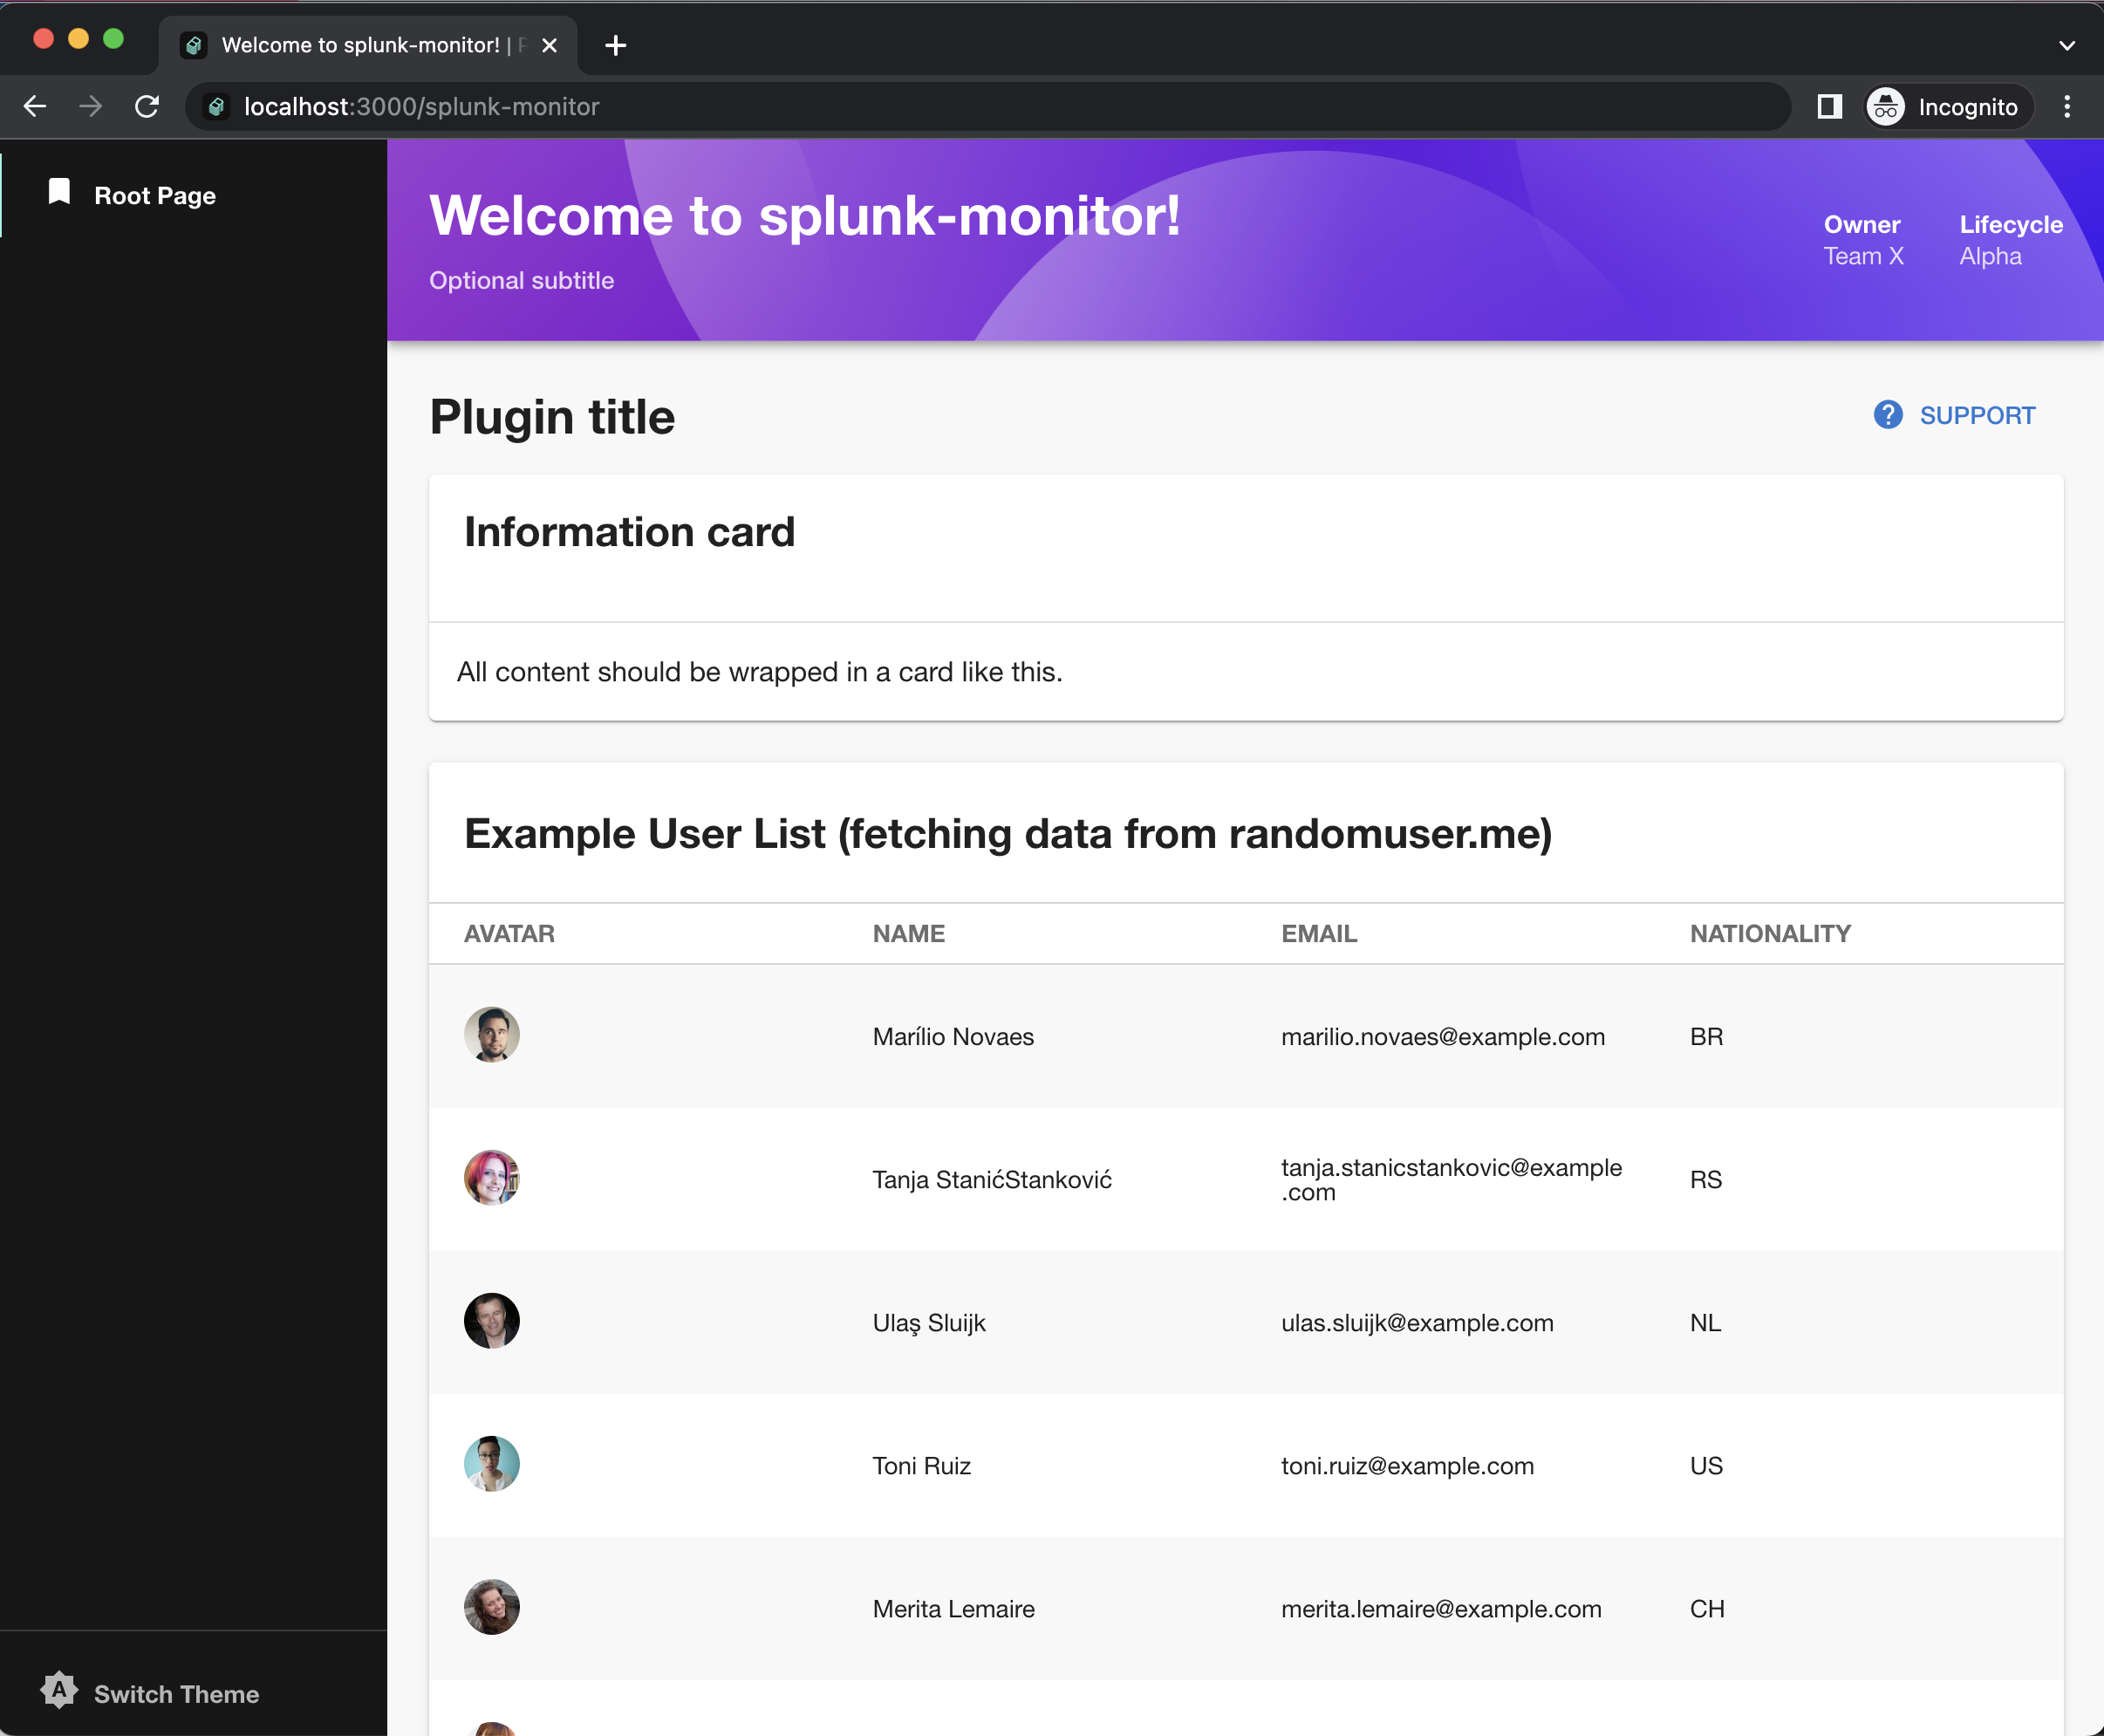 Welcome to splunk-monitor! |
localhost:3000/splunk-monitor
Incognito
Root Page
Welcome to splunk-monitor!
Optional subtitle
Owner
Team X
Lifecycle
Alpha
Plugin title
SUPPORT
Information card
All content should be wrapped in a card like this.
Example User List (fetching data from randomuser.me)
AVATAR NAME EMAIL NATIONALITY
Marílio Novaes marilio.novaes@example.com BR
Tanja StanićStanković tanja.stanicstankovic@example
.com RS
Ulaş Sluijk ulas.sluijk@example.com NL
Toni Ruiz toni.ruiz@example.com US
Merita Lemaire merita.lemaire@example.com CH
A Switch Theme